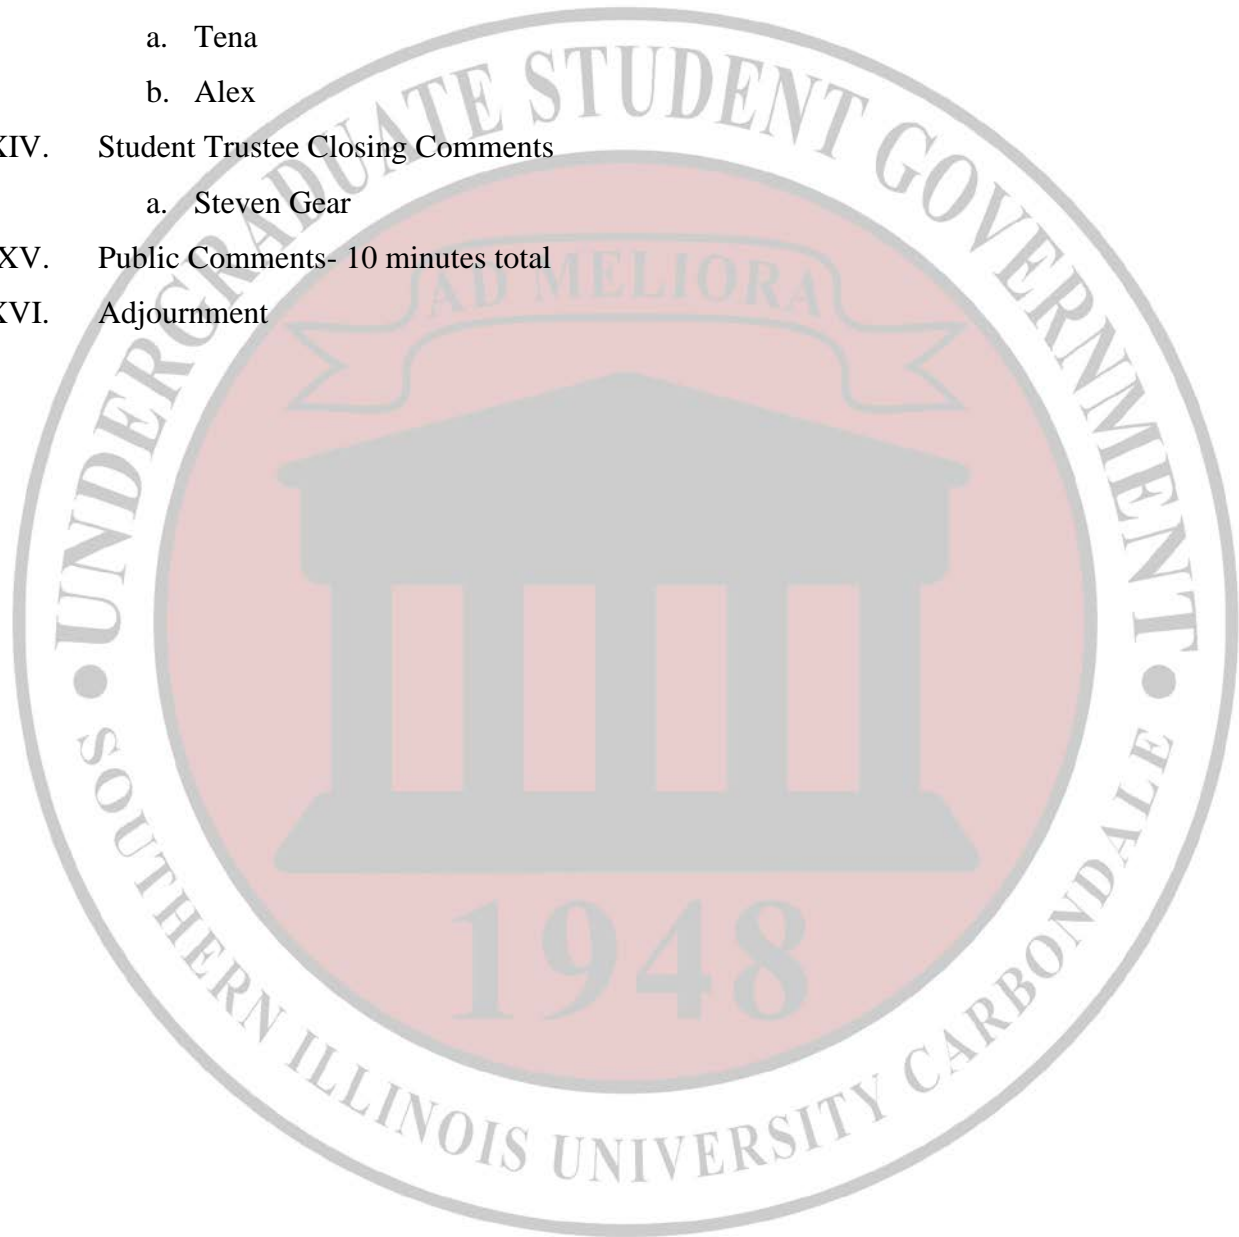 a. Tena
b. Alex
XIV. Student Trustee Closing Comments
a. Steven Gear
XV. Public Comments- 10 minutes total
XVI. Adjournment
UNDERGRADUATE STUDENT GOVERNMENT
AD MELIORA
1948
SOUTHERN ILLINOIS UNIVERSITY CARBONDALE